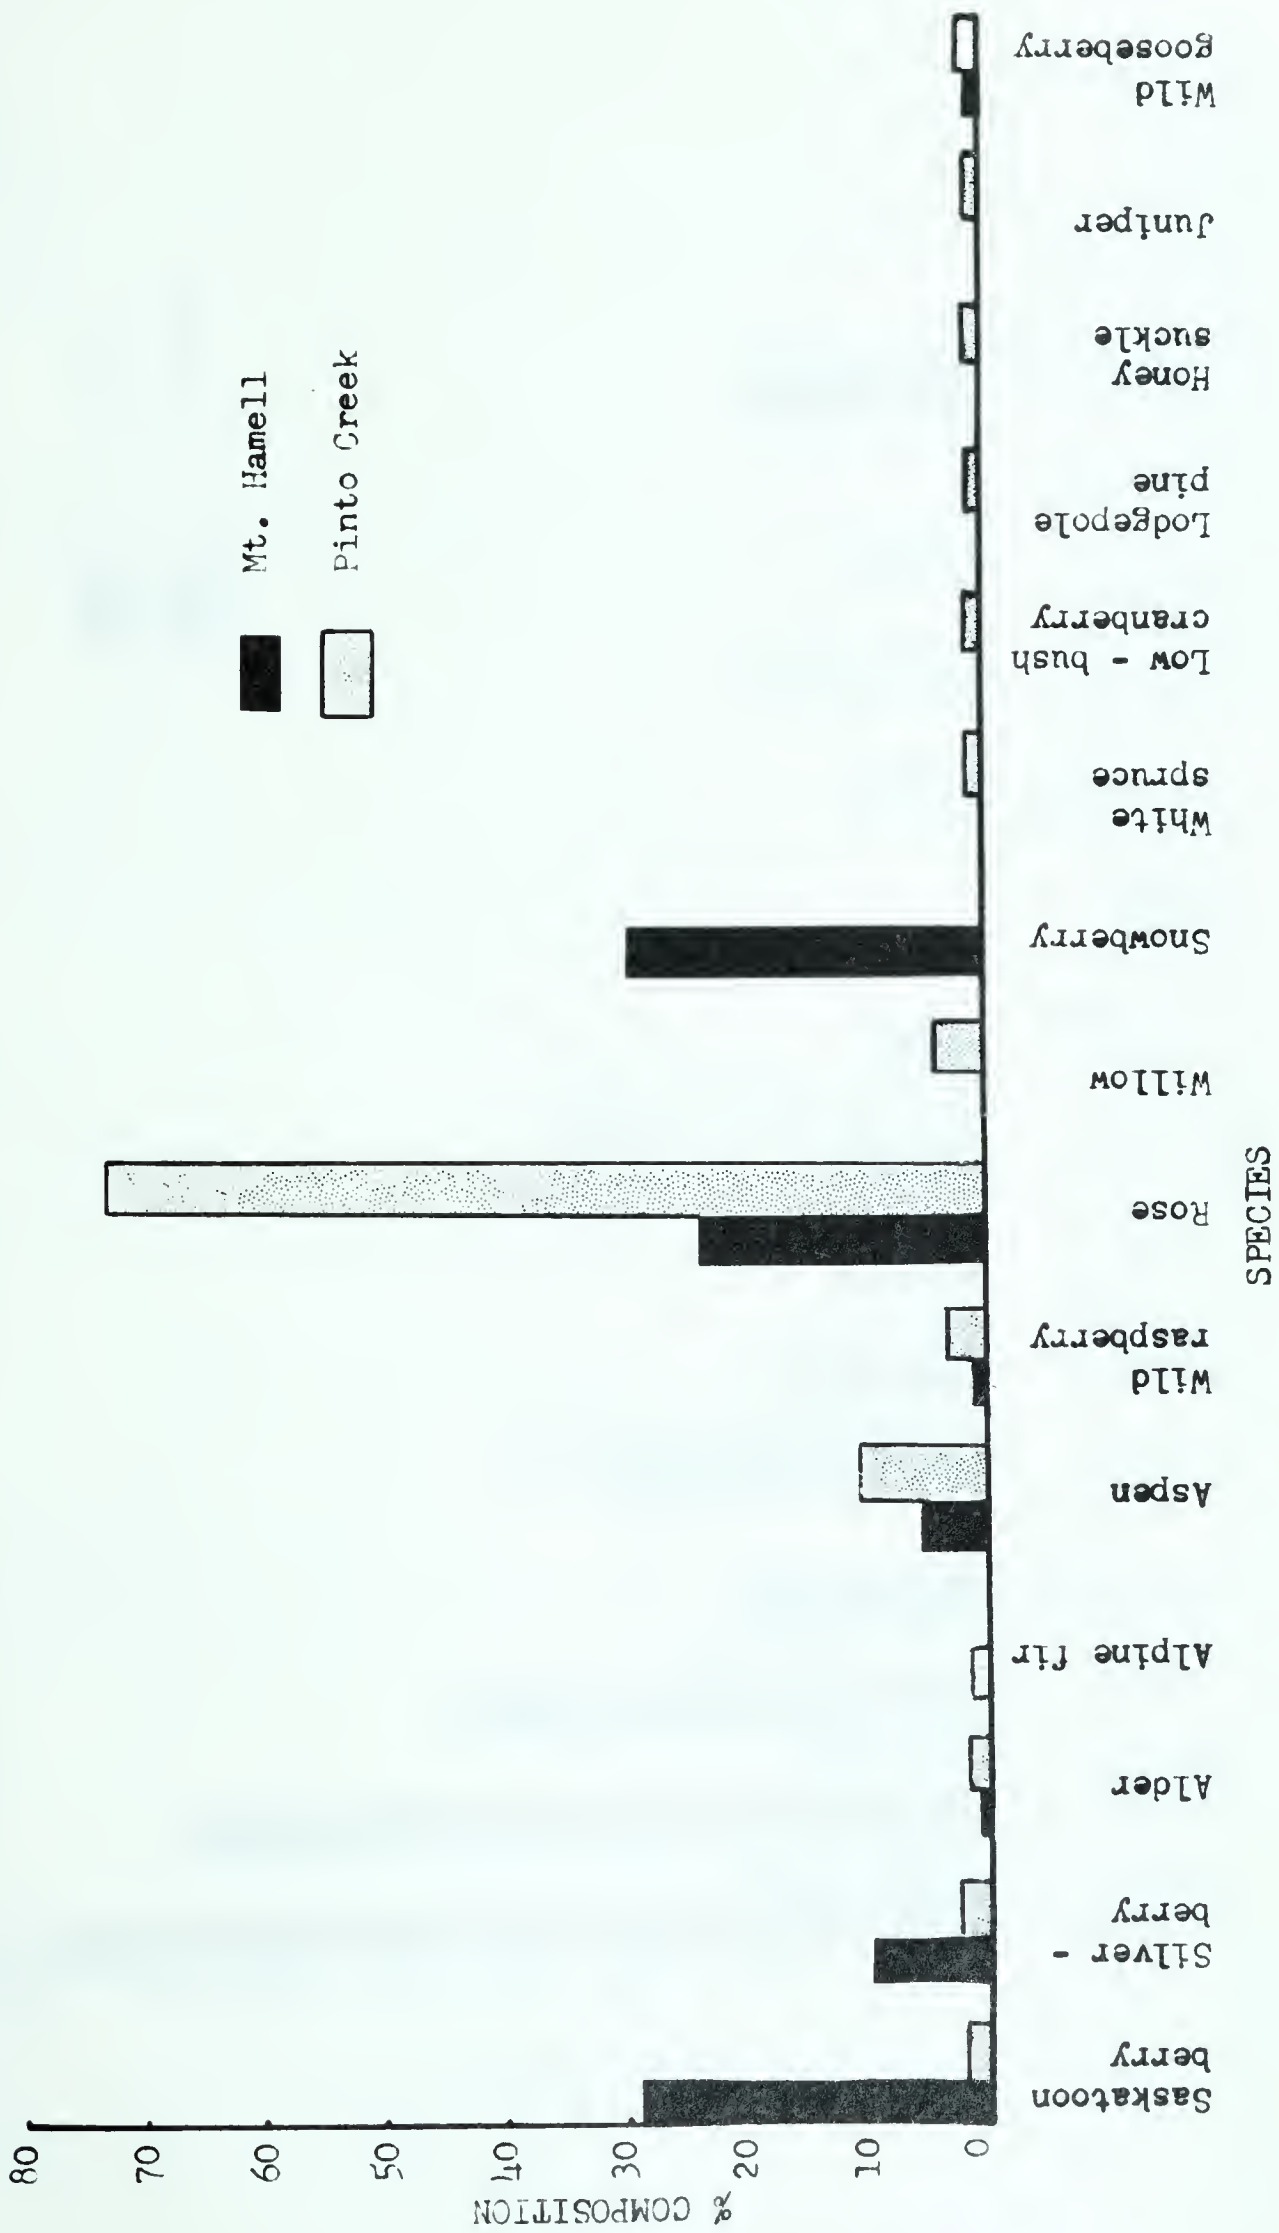 % COMPOSITION
80
70
60
50
40
30
20
10
0
Mt. Hamell
Pinto Creek
Saskatoon
berry
Silver -
berry
Alder
Alpine fir
Aspen
Wild
raspberry
Rose
Willow
Snowberry
White
spruce
Low - bush
cranberry
Lodgepole
pine
Honey
suckle
Juniper
Wild
gooseberry
SPECIES